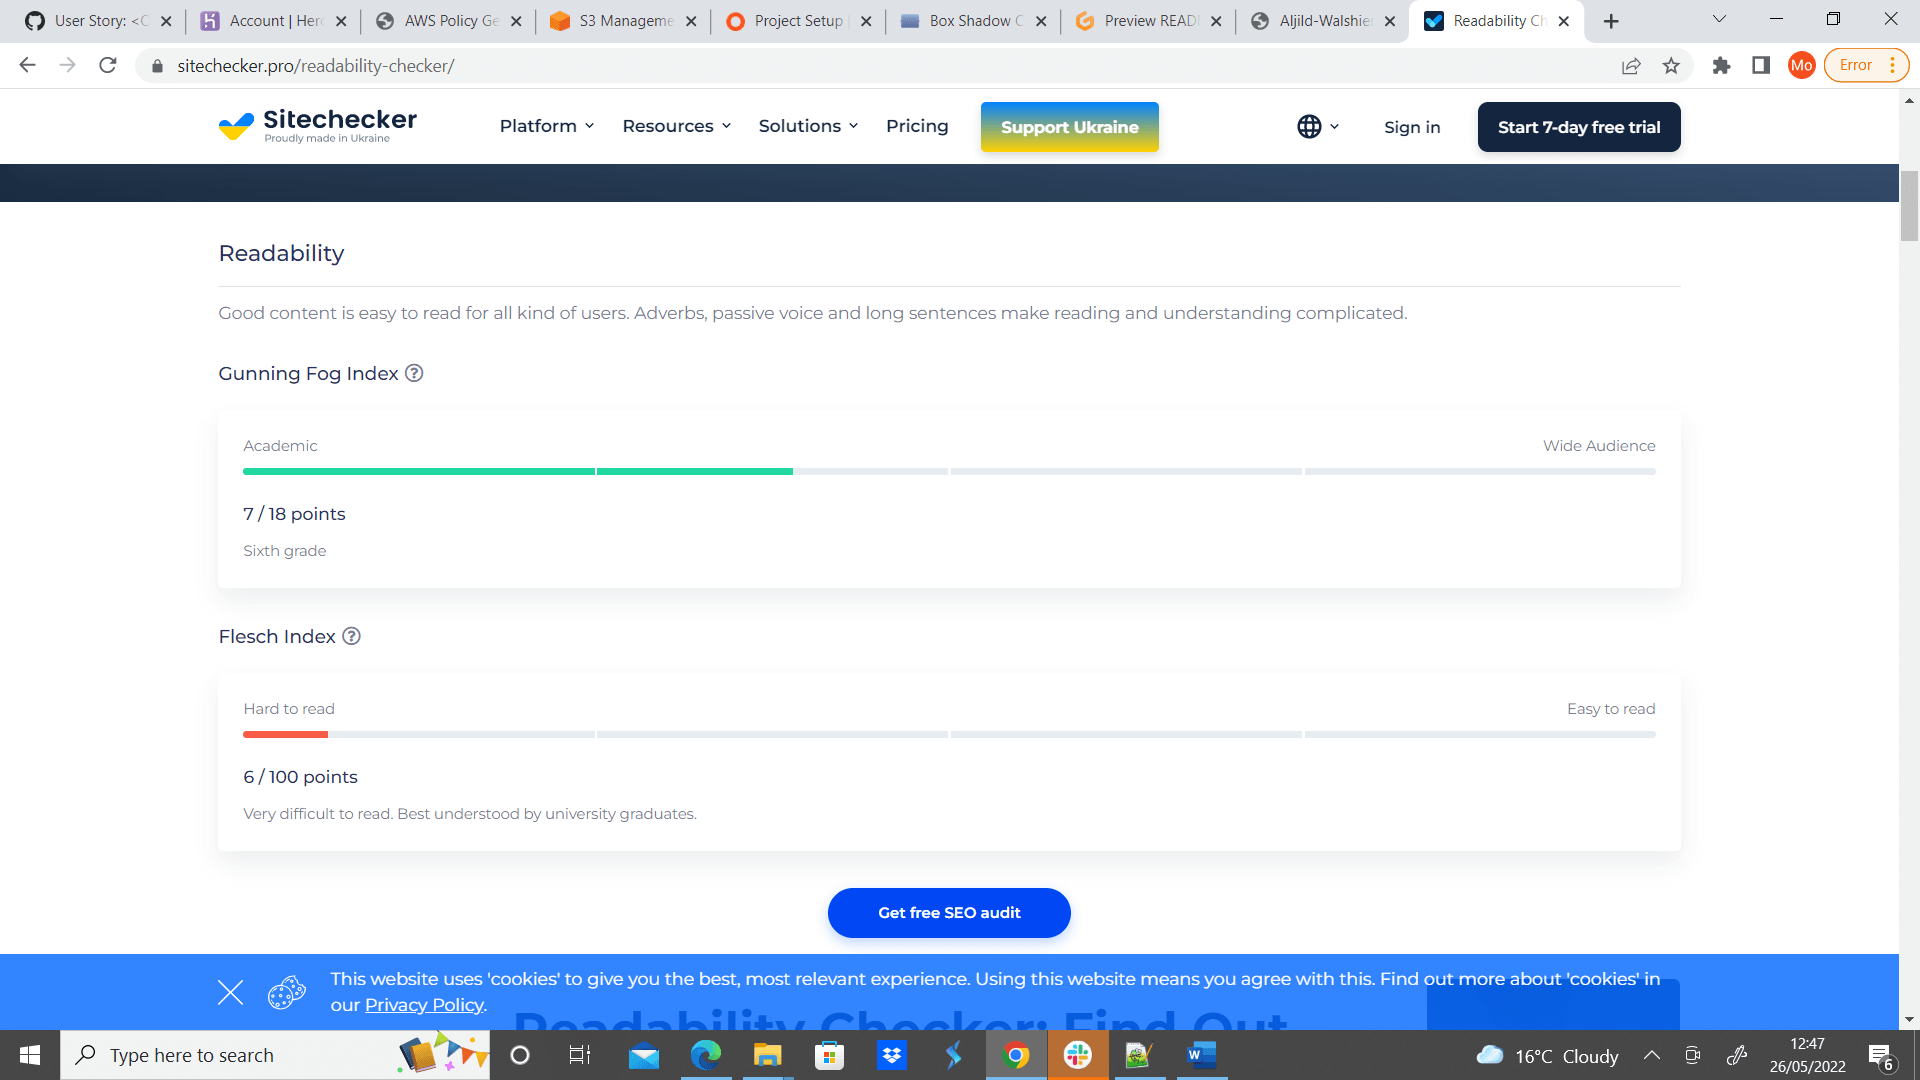 User Story: <C
Account | Her
AWS Policy Ge
S3 Manageme
Project Setup |
Box Shadow C
Preview READ
Aljild-Walshie
Readability Ch
sitechecker.pro/readability-checker/
Mo
Error
Sitechecker
Proudly made in Ukraine
Platform
Resources
Solutions
Pricing
Support Ukraine
Sign in
Start 7-day free trial
Readability
Good content is easy to read for all kind of users. Adverbs, passive voice and long sentences make reading and understanding complicated.
Gunning Fog Index ?
Academic
Wide Audience
7 / 18 points
Sixth grade
Flesch Index ?
Hard to read
Easy to read
6 / 100 points
Very difficult to read. Best understood by university graduates.
Get free SEO audit
This website uses 'cookies' to give you the best, most relevant experience. Using this website means you agree with this. Find out more about 'cookies' in
our Privacy Policy.
Readability Checker: Find Out
Type here to search
16°C Cloudy
12:47
26/05/2022
6